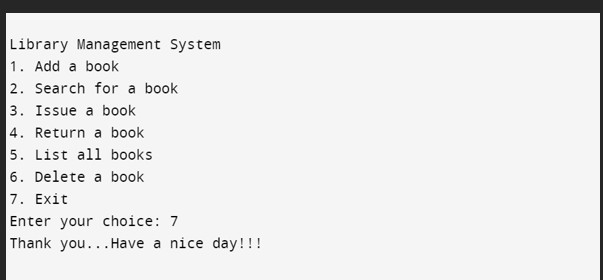 Library Management System
1. Add a book
2. Search for a book
3. Issue a book
4. Return a book
5. List all books
6. Delete a book
7. Exit
Enter your choice: 7
Thank you...Have a nice day!!!